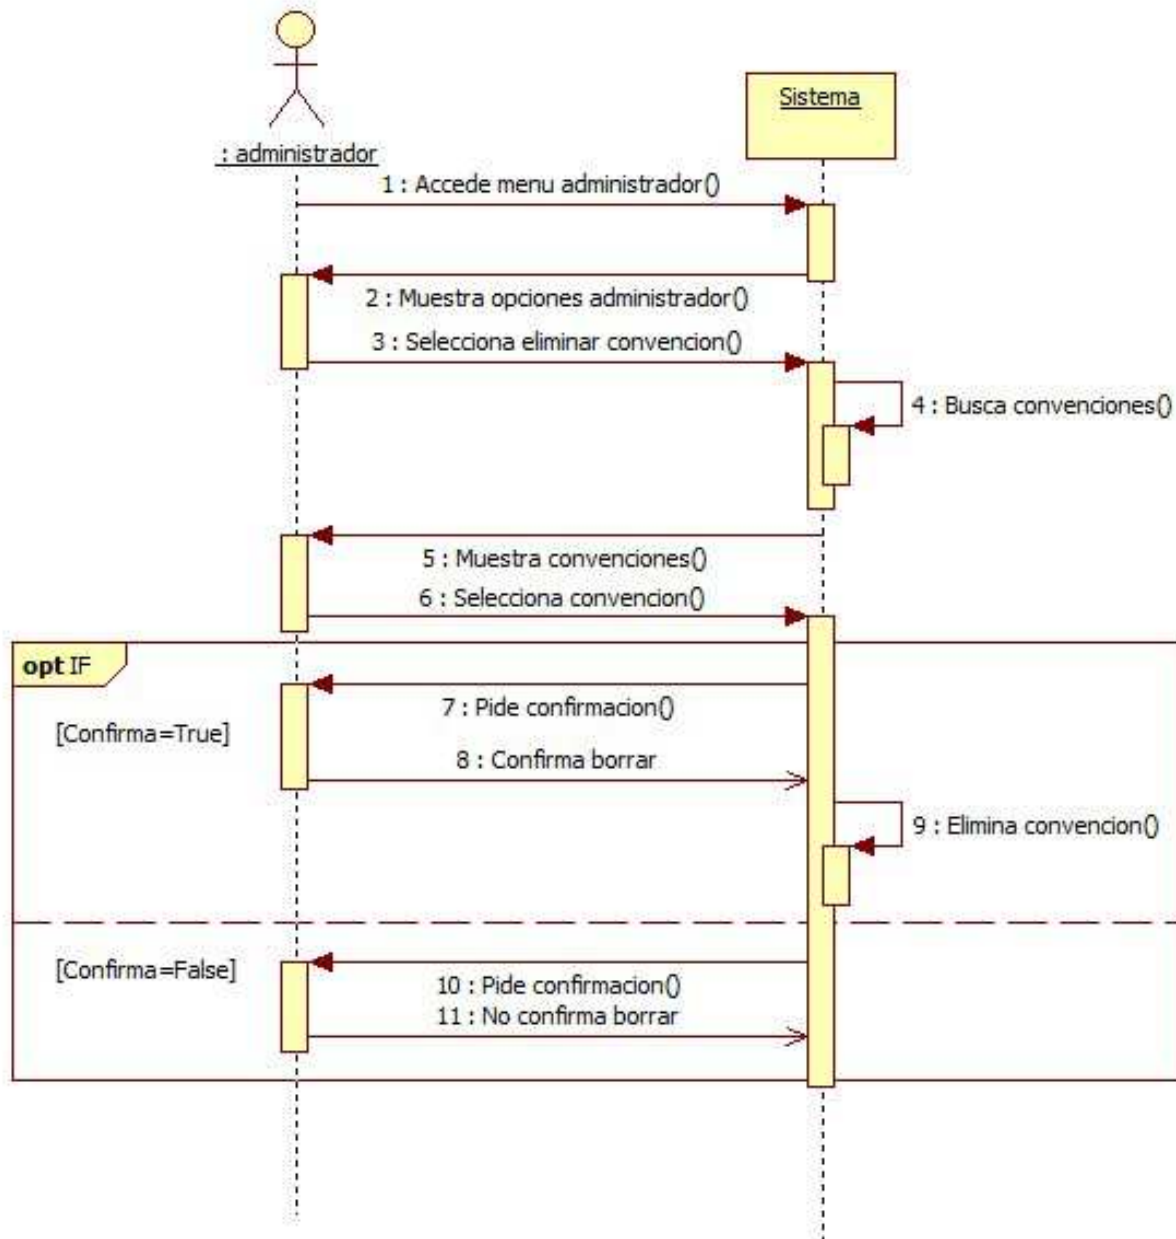 Sistema
: administrador
1 : Accede menu administrador()
2 : Muestra opciones administrador()
3 : Selecciona eliminar convencion()
4 : Busca convenciones()
5 : Muestra convenciones()
6 : Selecciona convencion()
opt IF
7 : Pide confirmacion()
[Confirma=True]
8 : Confirma borrar
9 : Elimina convencion()
[Confirma=False]
10 : Pide confirmacion()
11 : No confirma borrar